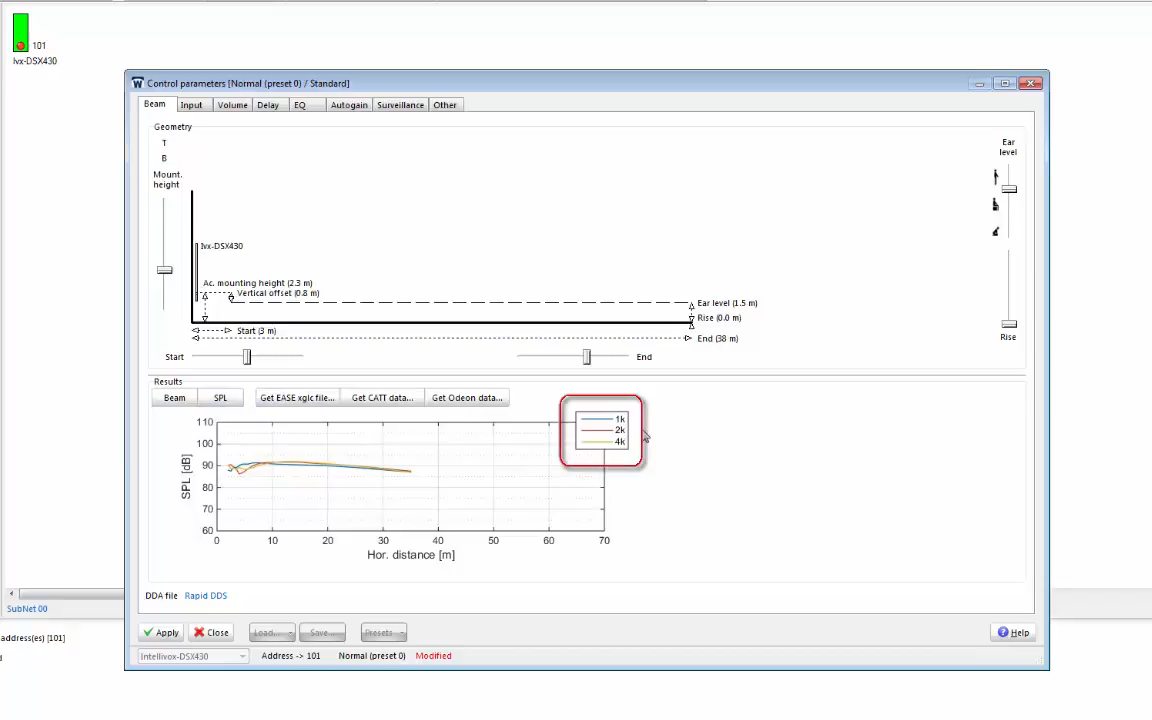 101
Ivx-DSX430
Control parameters [Normal (preset 0) / Standard]
Beam Input Volume Delay EQ Autogain Surveillance Other
Geometry
T
B
Mount.
height
Ear
level
Ivx-DSX430
Ac. mounting height (2.3 m)
Vertical offset (0.8 m)
Ear level (1.5 m)
Rise (0.0 m)
Start (3 m)
End (38 m)
Rise
Start
End
Results
Beam SPL Get EASE xglc file... Get CATT data... Get Odeon data...
1k
2k
4k
110
100
90
80
70
60
SPL [dB]
0 10 20 30 40 50 60 70
Hor. distance [m]
DDA file Rapid DDS
SubNet 00
address(es) [101]
Apply Close Load... Save... Presets Help
Intellivox-DSX430 Address -> 101 Normal (preset 0) Modified